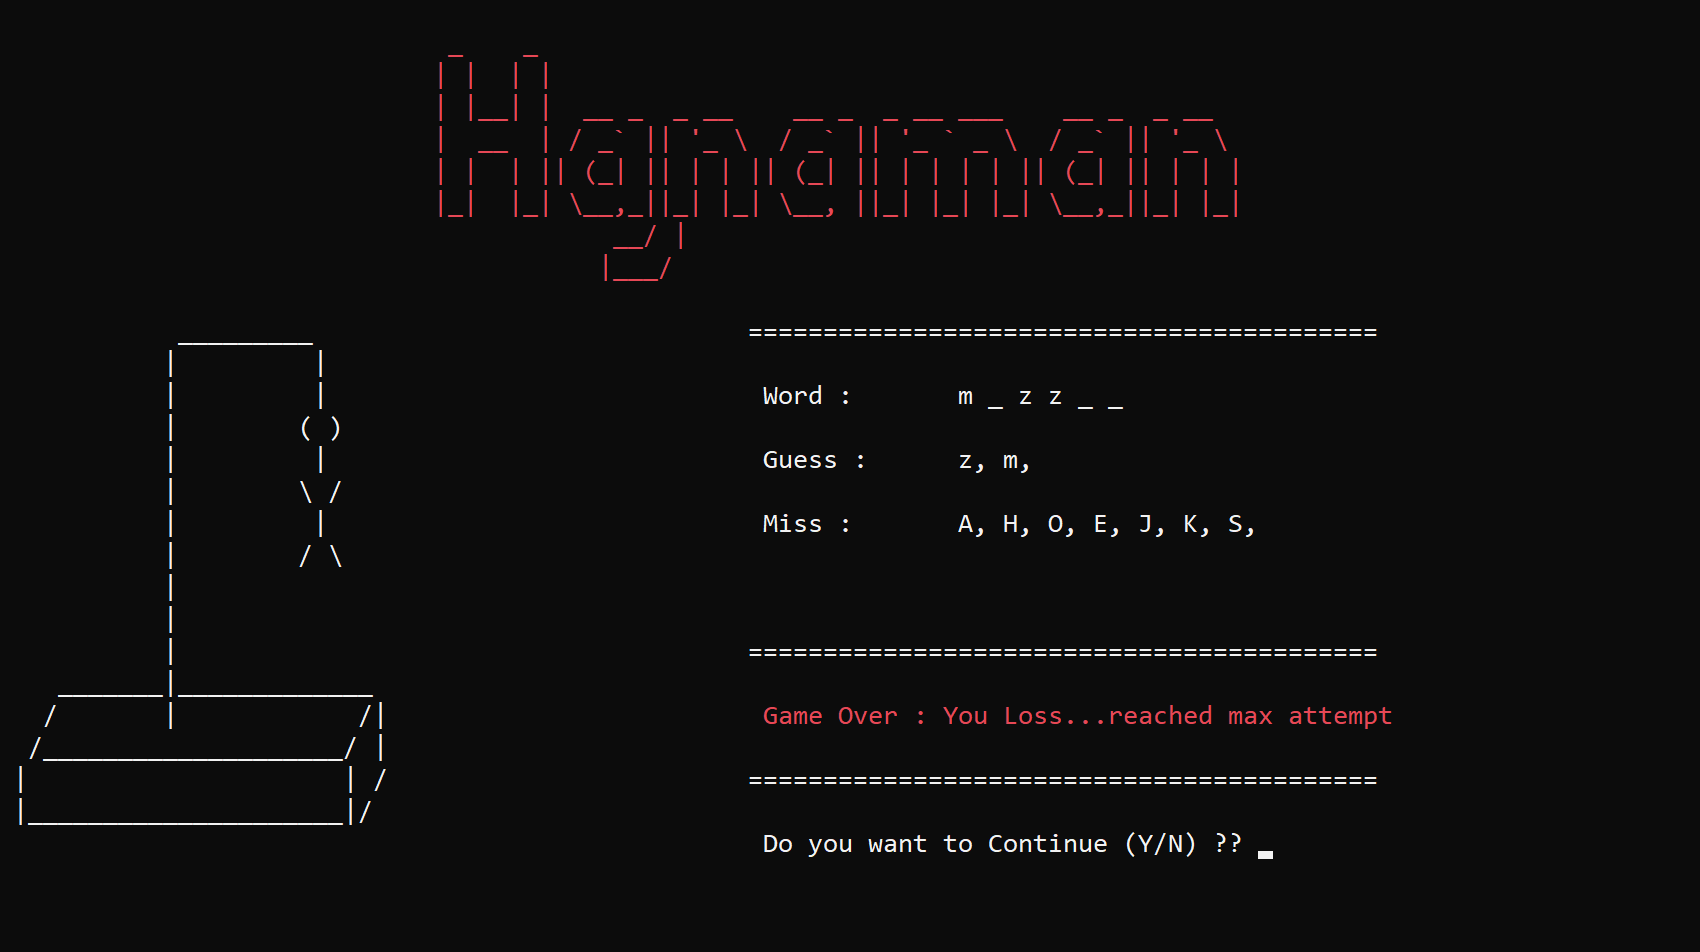 Hangman
Word : m _ z z _ _
Guess : z, m,
Miss : A, H, O, E, J, K, S,
Game Over : You Loss...reached max attempt
Do you want to Continue (Y/N) ??